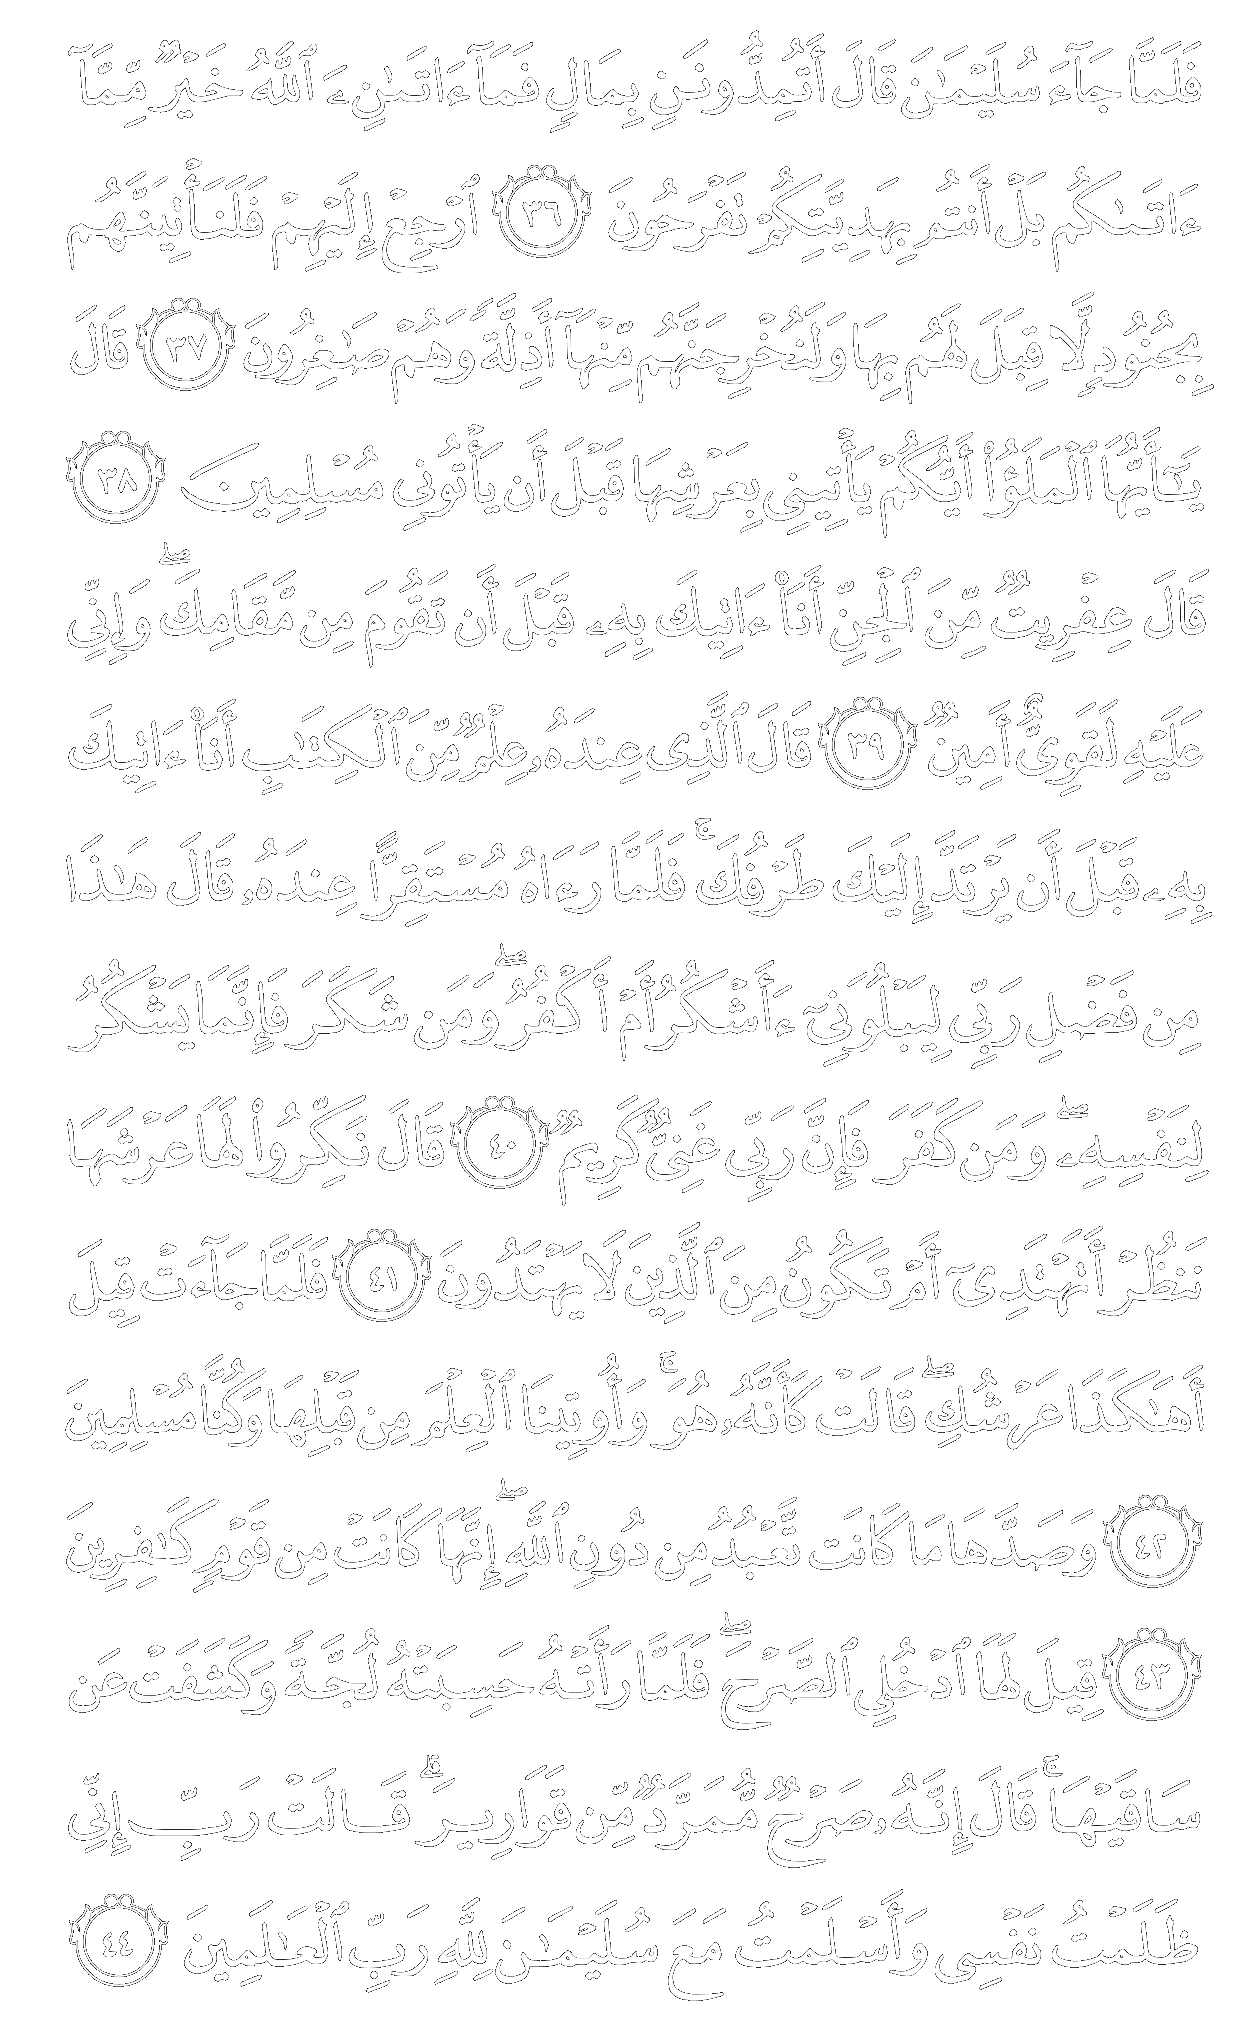 فَلَمَّا جَآءَ سُلَيْمَٰنَ قَالَ أَتُمِدُّونَنِ بِمَالٍ فَمَآ ءَاتَىٰنِۦَ ٱللَّهُ خَيْرٌ مِّمَّآ
ءَاتَىٰكُم بَلْ أَنتُم بِهَدِيَّتِكُمْ تَفْرَحُونَ ٣٦ ٱرْجِعْ إِلَيْهِمْ فَلَنَأْتِيَنَّهُم
بِجُنُودٍ لَّا قِبَلَ لَهُم بِهَا وَلَنُخْرِجَنَّهُم مِّنْهَآ أَذِلَّةً وَهُمْ صَٰغِرُونَ ٣٧ قَالَ
يَٰٓأَيُّهَا ٱلْمَلَؤُا۟ أَيُّكُمْ يَأْتِينِى بِعَرْشِهَا قَبْلَ أَن يَأْتُونِى مُسْلِمِينَ ٣٨
قَالَ عِفْرِيتٌ مِّنَ ٱلْجِنِّ أَنَا۠ ءَاتِيكَ بِهِۦ قَبْلَ أَن تَقُومَ مِن مَّقَامِكَ ۖ وَإِنِّى
عَلَيْهِ لَقَوِىٌّ أَمِينٌ ٣٩ قَالَ ٱلَّذِى عِندَهُۥ عِلْمٌ مِّنَ ٱلْكِتَٰبِ أَنَا۠ ءَاتِيكَ
بِهِۦ قَبْلَ أَن يَرْتَدَّ إِلَيْكَ طَرْفُكَ ۚ فَلَمَّا رَءَاهُ مُسْتَقِرًّا عِندَهُۥ قَالَ هَٰذَا
مِن فَضْلِ رَبِّى لِيَبْلُوَنِىٓ ءَأَشْكُرُ أَمْ أَكْفُرُ ۖ وَمَن شَكَرَ فَإِنَّمَا يَشْكُرُ
لِنَفْسِهِۦ ۖ وَمَن كَفَرَ فَإِنَّ رَبِّى غَنِىٌّ كَرِيمٌ ٤٠ قَالَ نَكِّرُوا۟ لَهَا عَرْشَهَا
نَنظُرْ أَتَهْتَدِىٓ أَمْ تَكُونُ مِنَ ٱلَّذِينَ لَا يَهْتَدُونَ ٤١ فَلَمَّا جَآءَتْ قِيلَ
أَهَٰكَذَا عَرْشُكِ ۖ قَالَتْ كَأَنَّهُۥ هُوَ ۚ وَأُوتِينَا ٱلْعِلْمَ مِن قَبْلِهَا وَكُنَّا مُسْلِمِينَ
٤٢ وَصَدَّهَا مَا كَانَت تَّعْبُدُ مِن دُونِ ٱللَّهِ ۖ إِنَّهَا كَانَتْ مِن قَوْمٍ كَٰفِرِينَ
٤٣ قِيلَ لَهَا ٱدْخُلِى ٱلصَّرْحَ ۖ فَلَمَّا رَأَتْهُ حَسِبَتْهُ لُجَّةً وَكَشَفَتْ عَن
سَاقَيْهَا ۚ قَالَ إِنَّهُۥ صَرْحٌ مُّمَرَّدٌ مِّن قَوَارِيرَ ۗ قَالَتْ رَبِّ إِنِّى
ظَلَمْتُ نَفْسِى وَأَسْلَمْتُ مَعَ سُلَيْمَٰنَ لِلَّهِ رَبِّ ٱلْعَٰلَمِينَ ٤٤